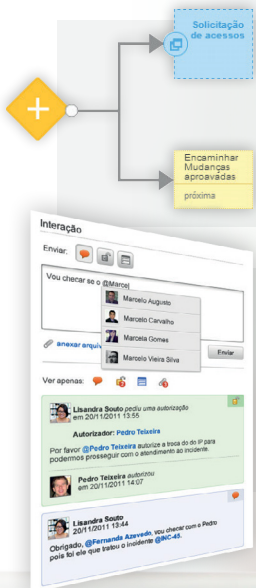 Solicitação
de acessos
Encaminhar
Mudanças
aproavadas
próxima
Interação
Enviar:
Vou checar se o @Marcel
Marcelo Augusto
Marcelo Carvalho
Marcela Gomes
Marcelo Vieira Silva
anexar arqui
Enviar
Ver apenas:
Lisandra Souto pediu uma autorização
em 20/11/2011 13:55
Autorizador: Pedro Teixeira
Por favor @Pedro Teixeira autorize a troca do do IP para
podermos prosseguir com o atendimento ao incidente.
Pedro Teixeira autorizou
em 20/11/2011 14:07
Lisandra Souto
20/11/2011 13:44
Obrigado, @Fernanda Azevedo, vou checar com o Pedro
pois foi ele que tratou o incidente @INC-45.